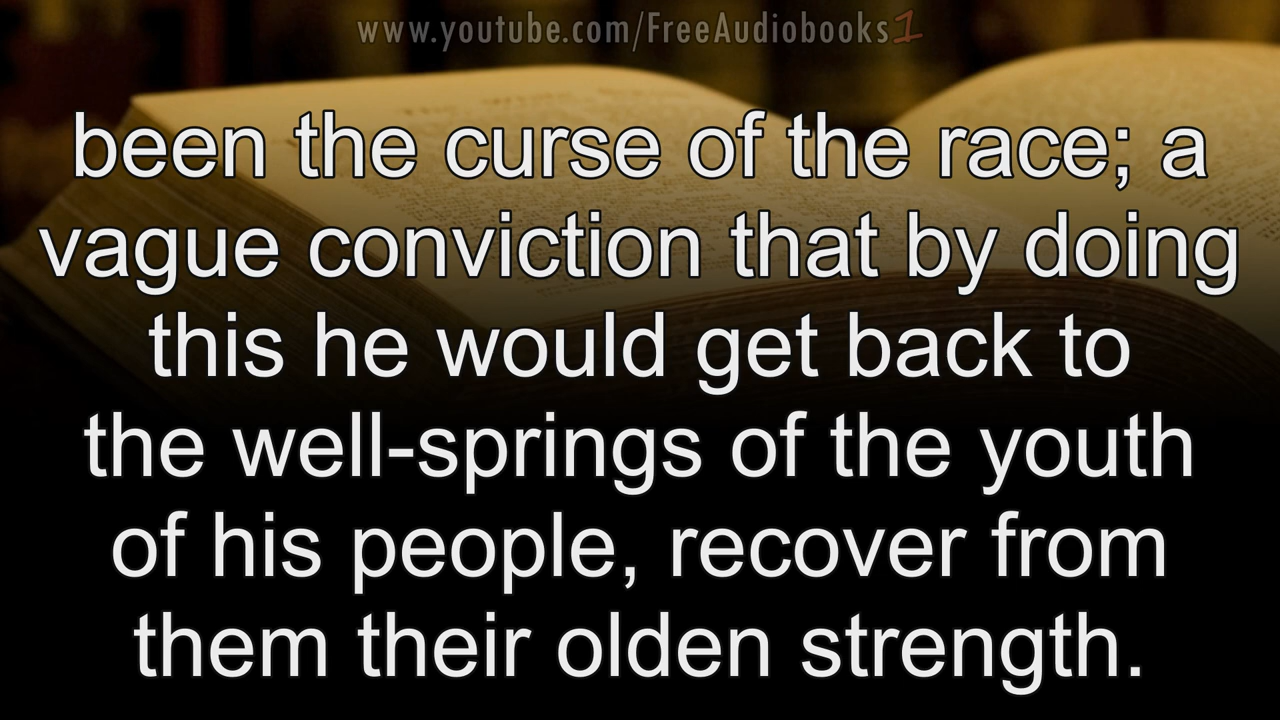 www.youtube.com/FreeAudiobooks1
been the curse of the race; a
vague conviction that by doing
this he would get back to
the well-springs of the youth
of his people, recover from
them their olden strength.